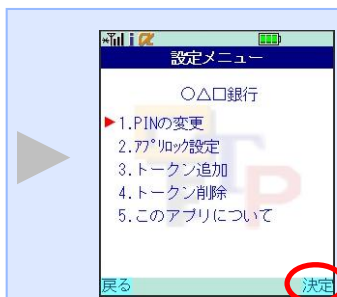 設定メニュー
○△□銀行
1.PINの変更
2.ｱﾌﾟﾘﾛｯｸ設定
3.トークン追加
4.トークン削除
5.このアプリについて
戻る 決定